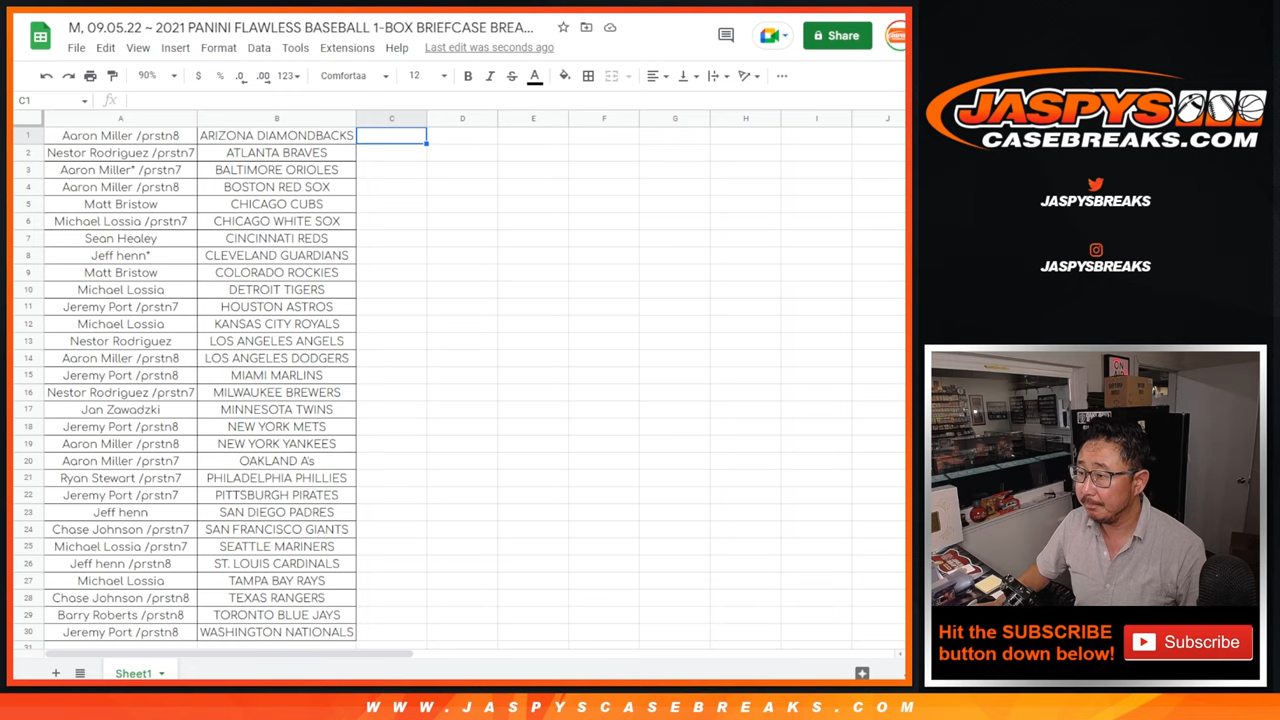 M, 09.05.22 ~ 2021 PANINI FLAWLESS BASEBALL 1-BOX BRIEFCASE BREA...
File Edit View Insert Format Data Tools Extensions Help Last edit was seconds ago
Share
90% $ % .0 .00 123 Comfortaa 12 B I S A
C1 fx
A B C D E F G H I J
1 Aaron Miller /prstn8 ARIZONA DIAMONDBACKS
2 Nestor Rodriguez /prstn7 ATLANTA BRAVES
3 Aaron Miller* /prstn7 BALTIMORE ORIOLES
4 Aaron Miller /prstn8 BOSTON RED SOX
5 Matt Bristow CHICAGO CUBS
6 Michael Lossia /prstn7 CHICAGO WHITE SOX
7 Sean Healey CINCINNATI REDS
8 Jeff henn* CLEVELAND GUARDIANS
9 Matt Bristow COLORADO ROCKIES
10 Michael Lossia DETROIT TIGERS
11 Jeremy Port /prstn7 HOUSTON ASTROS
12 Michael Lossia KANSAS CITY ROYALS
13 Nestor Rodriguez LOS ANGELES ANGELS
14 Aaron Miller /prstn8 LOS ANGELES DODGERS
15 Jeremy Port /prstn8 MIAMI MARLINS
16 Nestor Rodriguez /prstn7 MILWAUKEE BREWERS
17 Jan Zawadzki MINNESOTA TWINS
18 Jeremy Port /prstn8 NEW YORK METS
19 Aaron Miller /prstn8 NEW YORK YANKEES
20 Aaron Miller /prstn7 OAKLAND A's
21 Ryan Stewart /prstn7 PHILADELPHIA PHILLIES
22 Jeremy Port /prstn7 PITTSBURGH PIRATES
23 Jeff henn SAN DIEGO PADRES
24 Chase Johnson /prstn7 SAN FRANCISCO GIANTS
25 Michael Lossia /prstn7 SEATTLE MARINERS
26 Jeff henn /prstn8 ST. LOUIS CARDINALS
27 Michael Lossia TAMPA BAY RAYS
28 Chase Johnson /prstn8 TEXAS RANGERS
29 Barry Roberts /prstn8 TORONTO BLUE JAYS
30 Jeremy Port /prstn8 WASHINGTON NATIONALS
Sheet1
JASPYS
CASEBREAKS.COM
JASPYSBREAKS
JASPYSBREAKS
ON
AIR
Hit the SUBSCRIBE
button down below!
Subscribe
WWW.JASPYSCASEBREAKS.COM